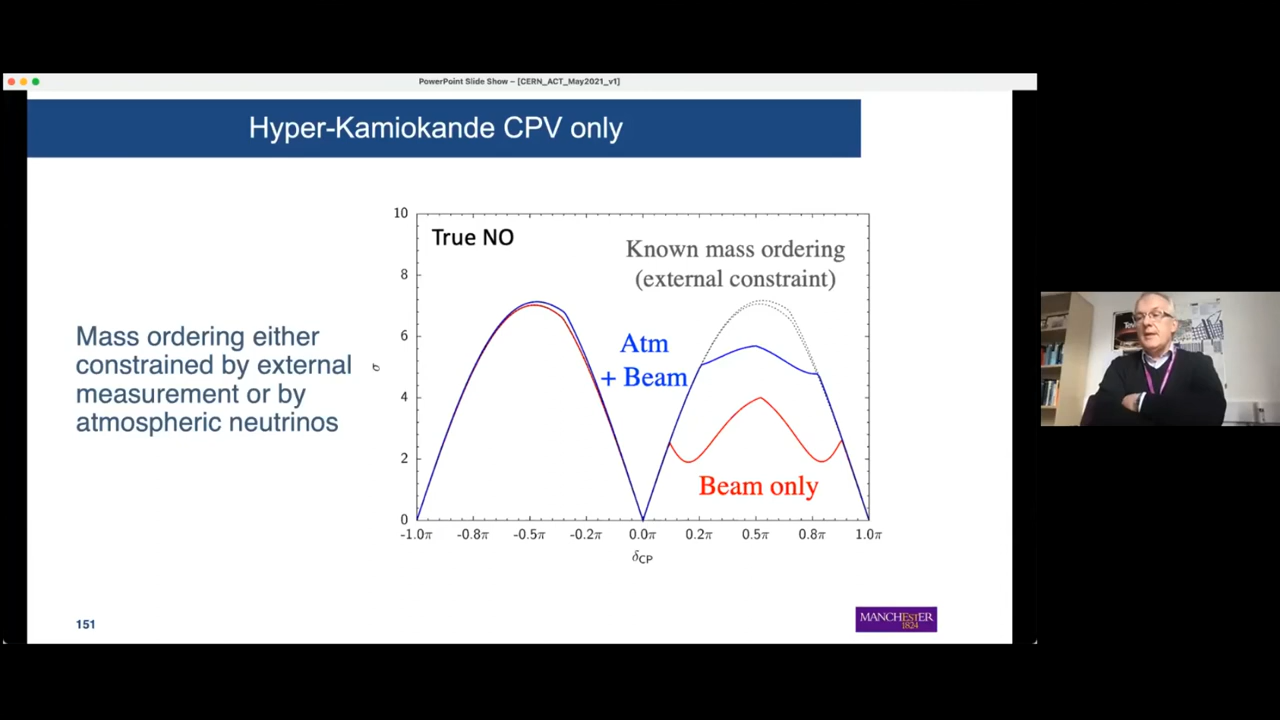 PowerPoint Slide Show – [CERN_ACT_May2021_v1]
Hyper-Kamiokande CPV only
Mass ordering either
constrained by external
measurement or by
atmospheric neutrinos
True NO
Known mass ordering
(external constraint)
Atm
+ Beam
Beam only
σ
10
8
6
4
2
0
-1.0π -0.8π -0.5π -0.2π 0.0π 0.2π 0.5π 0.8π 1.0π
δCP
151
MANCHESTER
1824